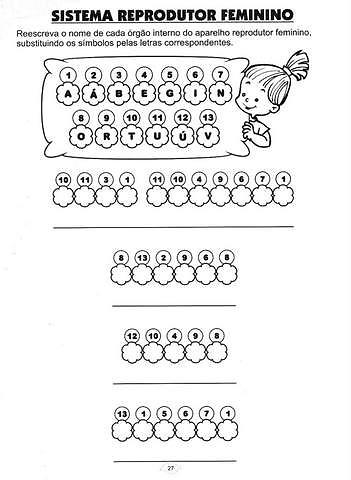 SISTEMA REPRODUTOR FEMININO
Reescreva o nome de cada órgão interno do aparelho reprodutor feminino,
substituindo os símbolos pelas letras correspondentes.
1 2 3 4 5 6 7
A Á B E G I N
8 9 10 11 12 13
O R T U Ú V
10 11 3 1 11 10 4 9 6 7 1
8 13 2 9 6 8
12 10 4 9 8
13 1 5 6 7 1
27